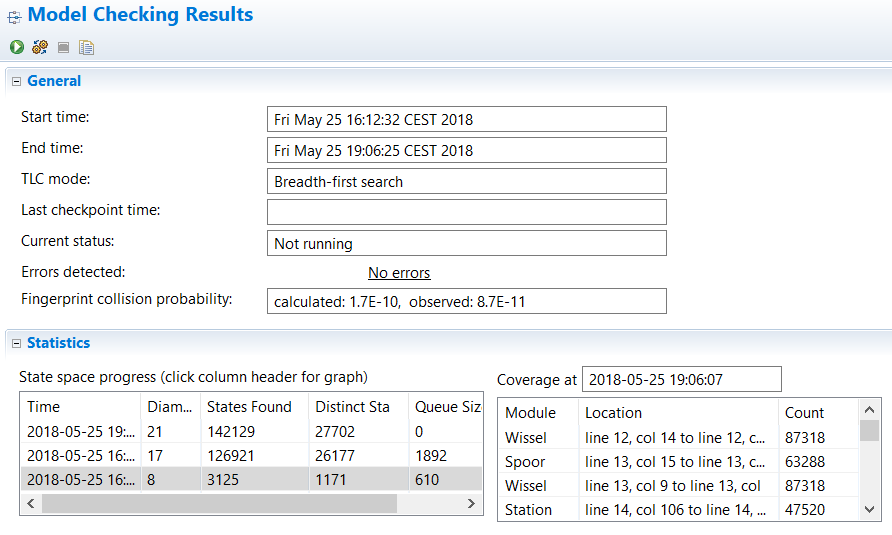 Model Checking Results
General
Start time: Fri May 25 16:12:32 CEST 2018
End time: Fri May 25 19:06:25 CEST 2018
TLC mode: Breadth-first search
Last checkpoint time:
Current status: Not running
Errors detected: No errors
Fingerprint collision probability: calculated: 1.7E-10, observed: 8.7E-11
Statistics
State space progress (click column header for graph)
Time Diam... States Found Distinct Sta Queue Siz
2018-05-25 19:... 21 142129 27702 0
2018-05-25 16:... 17 126921 26177 1892
2018-05-25 16:... 8 3125 1171 610
Coverage at 2018-05-25 19:06:07
Module Location Count
Wissel line 12, col 14 to line 12, c... 87318
Spoor line 13, col 15 to line 13, c... 63288
Wissel line 13, col 9 to line 13, col 87318
Station line 14, col 106 to line 14, ... 47520